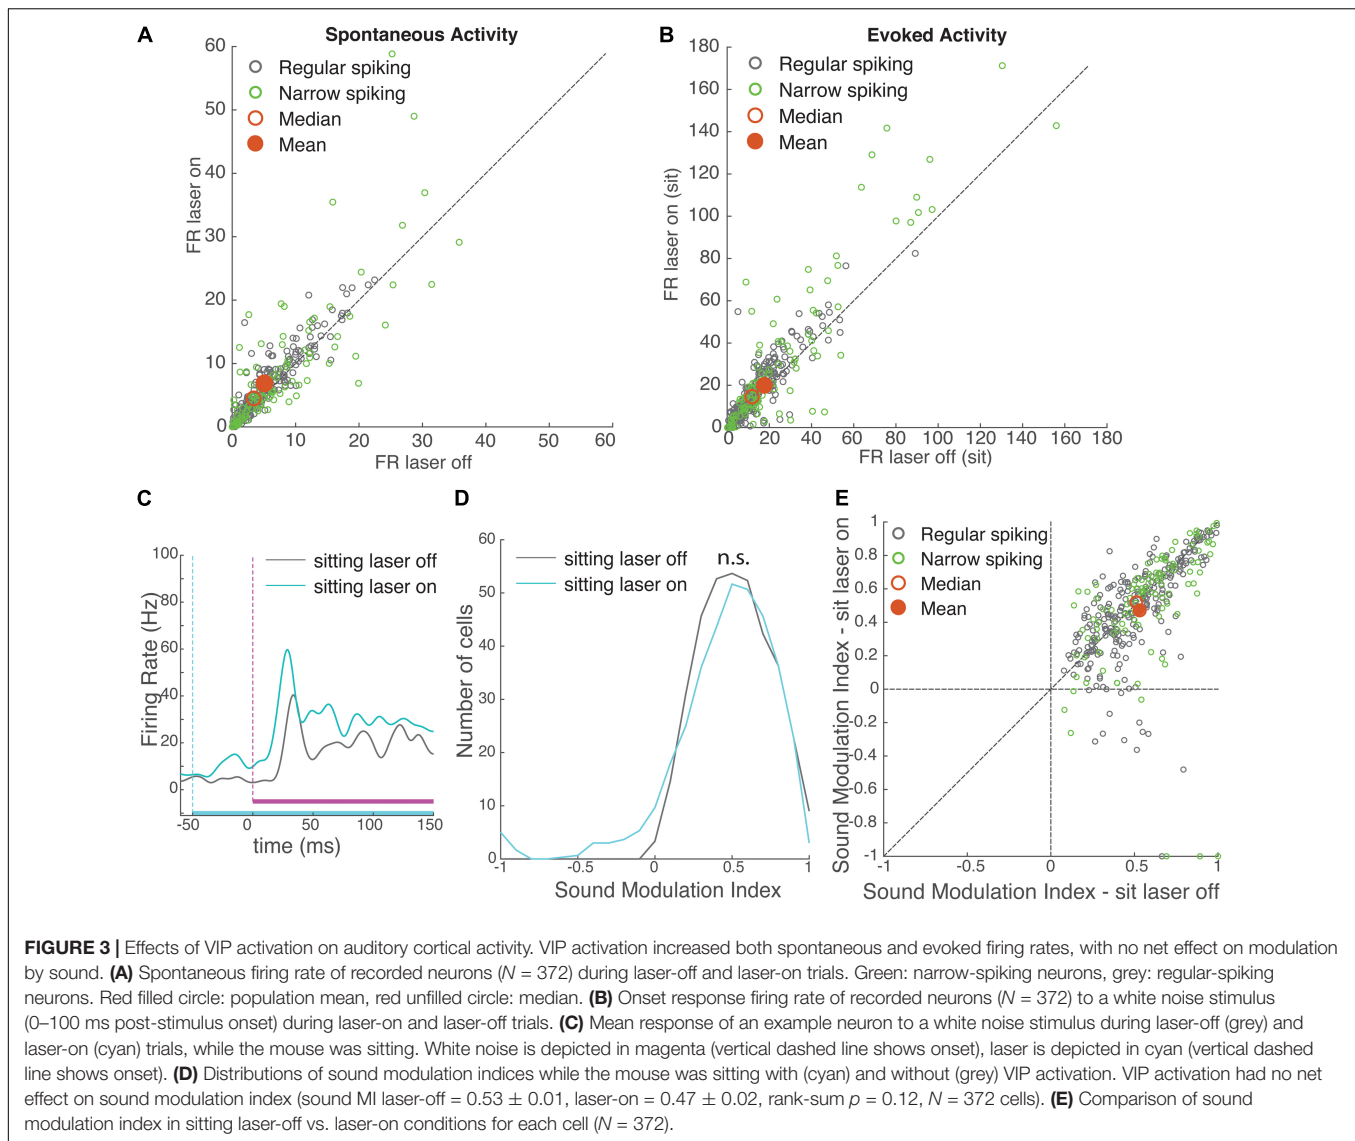 A
Spontaneous Activity
60
50
40
30
20
10
0
FR laser on
Regular spiking
Narrow spiking
Median
Mean
0 10 20 30 40 50 60
FR laser off
B
Evoked Activity
180
160
140
120
100
80
60
40
20
0
FR laser on (sit)
Regular spiking
Narrow spiking
Median
Mean
0 20 40 60 80 100 120 140 160 180
FR laser off (sit)
C
100
80
60
40
20
0
Firing Rate (Hz)
sitting laser off
sitting laser on
-50 0 50 100 150
time (ms)
D
60
50
40
30
20
10
0
Number of cells
sitting laser off
sitting laser on
n.s.
-1 -0.5 0 0.5 1
Sound Modulation Index
E
1
0.8
0.6
0.4
0.2
0
-0.2
-0.4
-0.6
-0.8
-1
Sound Modulation Index - sit laser on
Regular spiking
Narrow spiking
Median
Mean
-1 -0.5 0 0.5 1
Sound Modulation Index - sit laser off
FIGURE 3 | Effects of VIP activation on auditory cortical activity. VIP activation increased both spontaneous and evoked firing rates, with no net effect on modulation
by sound. (A) Spontaneous firing rate of recorded neurons (N = 372) during laser-off and laser-on trials. Green: narrow-spiking neurons, grey: regular-spiking
neurons. Red filled circle: population mean, red unfilled circle: median. (B) Onset response firing rate of recorded neurons (N = 372) to a white noise stimulus
(0–100 ms post-stimulus onset) during laser-on and laser-off trials. (C) Mean response of an example neuron to a white noise stimulus during laser-off (grey) and
laser-on (cyan) trials, while the mouse was sitting. White noise is depicted in magenta (vertical dashed line shows onset), laser is depicted in cyan (vertical dashed
line shows onset). (D) Distributions of sound modulation indices while the mouse was sitting with (cyan) and without (grey) VIP activation. VIP activation had no net
effect on sound modulation index (sound MI laser-off = 0.53 ± 0.01, laser-on = 0.47 ± 0.02, rank-sum p = 0.12, N = 372 cells). (E) Comparison of sound
modulation index in sitting laser-off vs. laser-on conditions for each cell (N = 372).